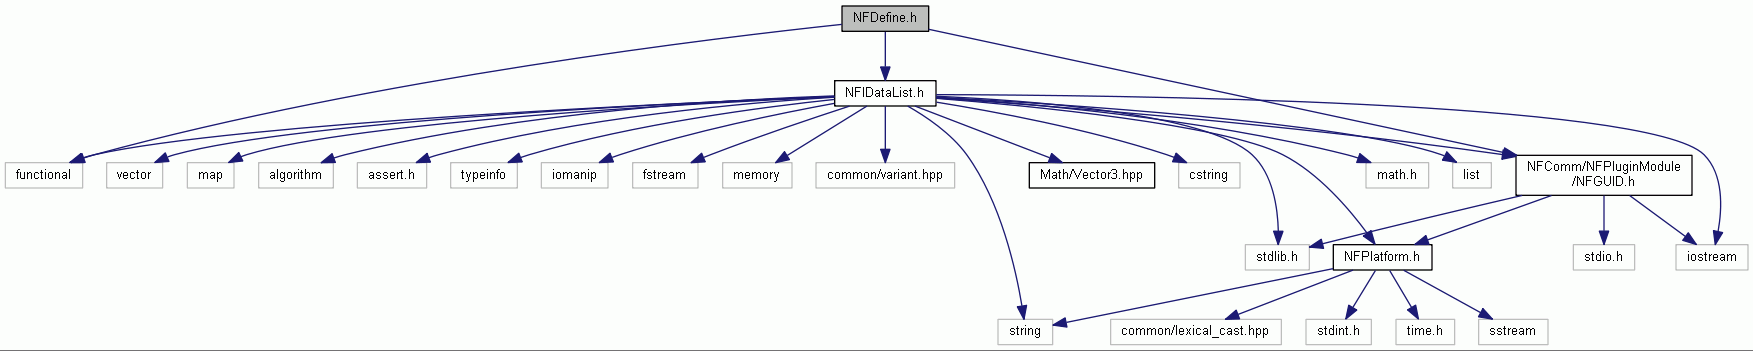 NFDefine.h
NFIDataList.h
functional
vector
map
algorithm
assert.h
typeinfo
iomanip
fstream
memory
common/variant.hpp
Math/Vector3.hpp
cstring
math.h
list
NFComm/NFPluginModule
/NFGUID.h
stdlib.h
NFPlatform.h
stdio.h
iostream
string
common/lexical_cast.hpp
stdint.h
time.h
sstream